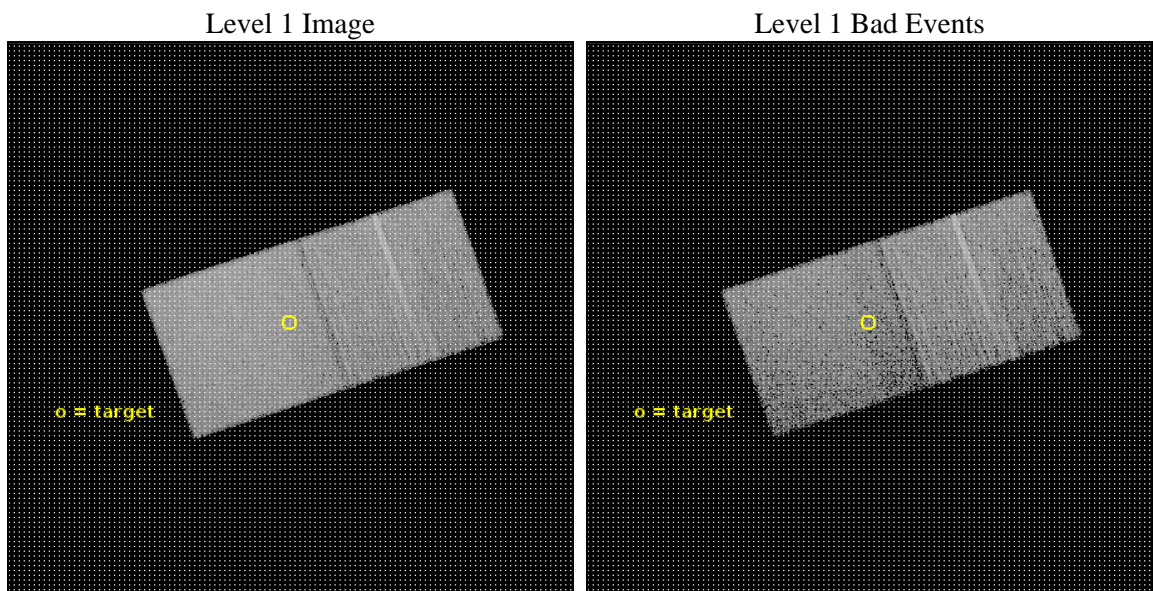 Level 1 Image
Level 1 Bad Events
o = target
o = target